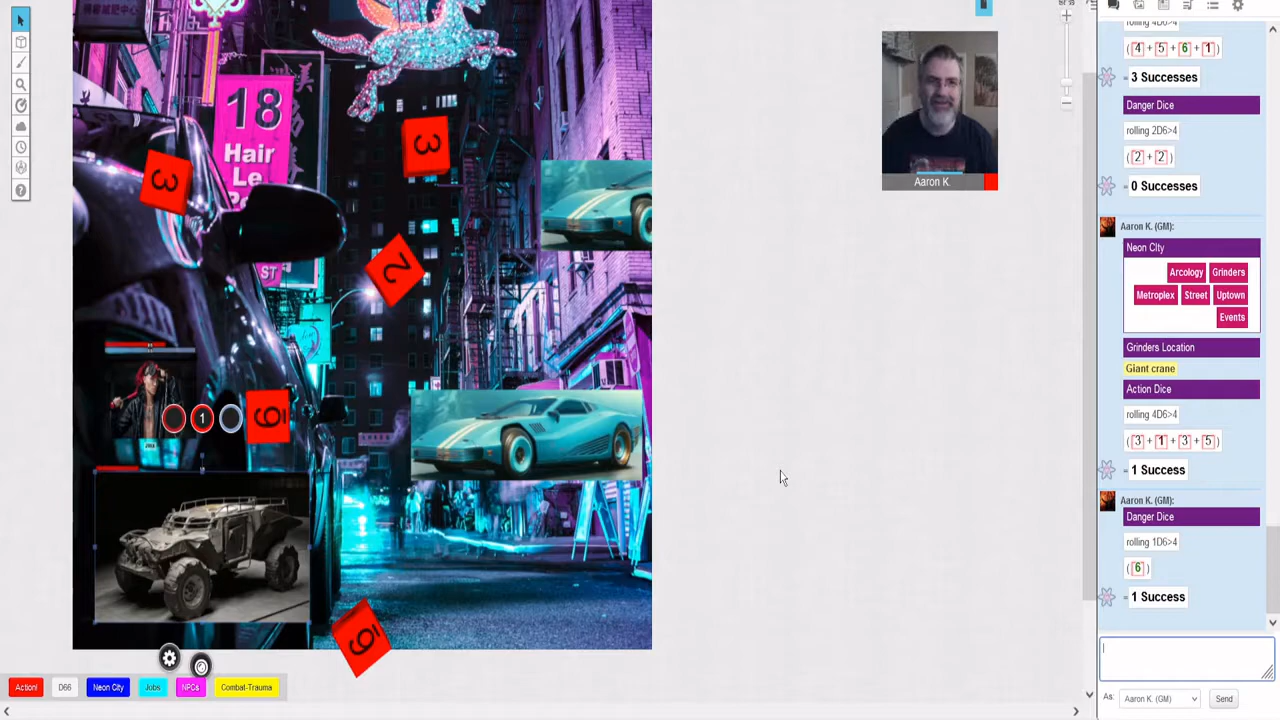 rolling 4D6>4
(4+5+6+1)
= 3 Successes
Danger Dice
rolling 2D6>4
(2+2)
= 0 Successes
Aaron K. (GM):
Neon City
Arcology Grinders
Metroplex Street Uptown
Events
Grinders Location
Giant crane
Action Dice
rolling 4D6>4
(3+1+3+5)
= 1 Success
Aaron K. (GM):
Danger Dice
rolling 1D6>4
(6)
= 1 Success
As: Aaron K. (GM) Send
Aaron K.
18
Hair
Le
ST
3
3
2
6
1
6
Action! D66 Neon City Jobs NPCs Combat-Trauma